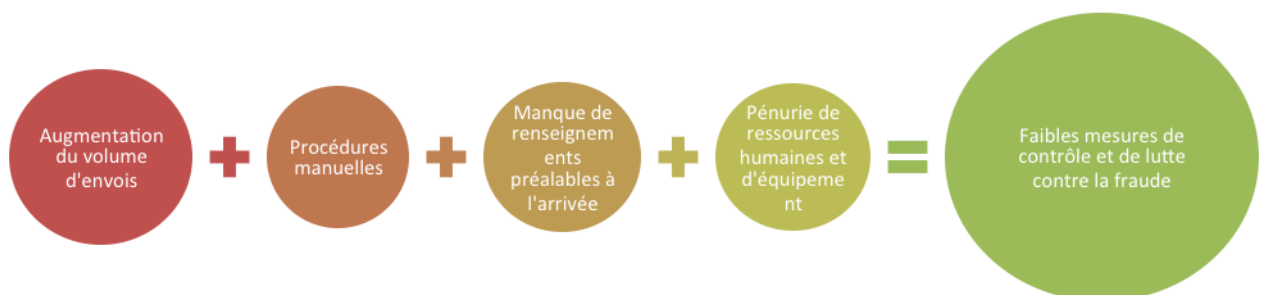 Augmentation
du volume
d'envois
Procédures
manuelles
Manque de
renseignem
ents
préalables à
l'arrivée
Pénurie de
ressources
humaines et
d'équipeme
nt
Faibles mesures de
contrôle et de lutte
contre la fraude